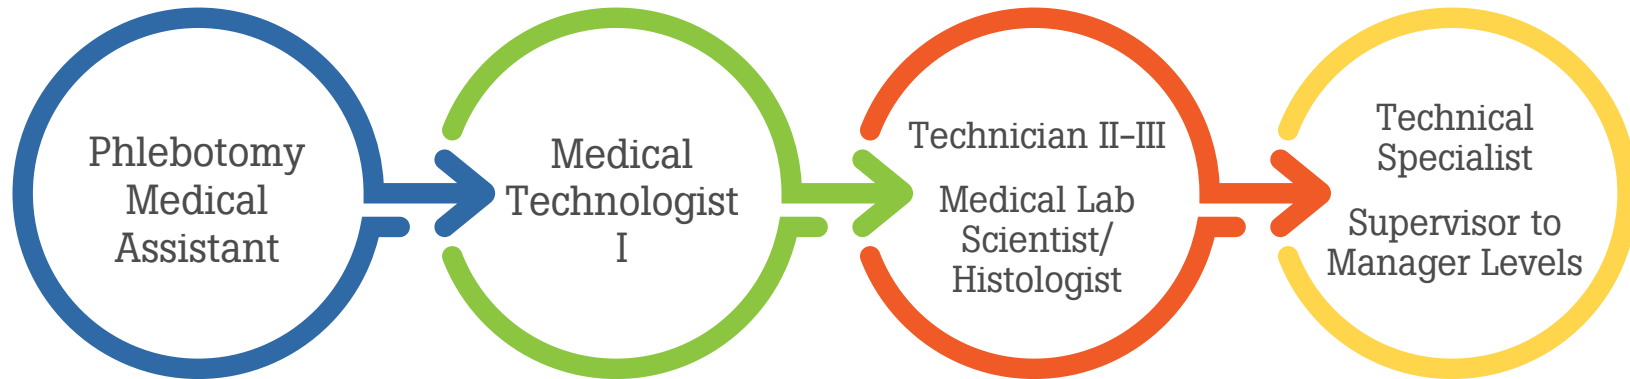 Phlebotomy
Medical
Assistant
Medical
Technologist
I
Technician II–III
Medical Lab
Scientist/
Histologist
Technical
Specialist
Supervisor to
Manager Levels